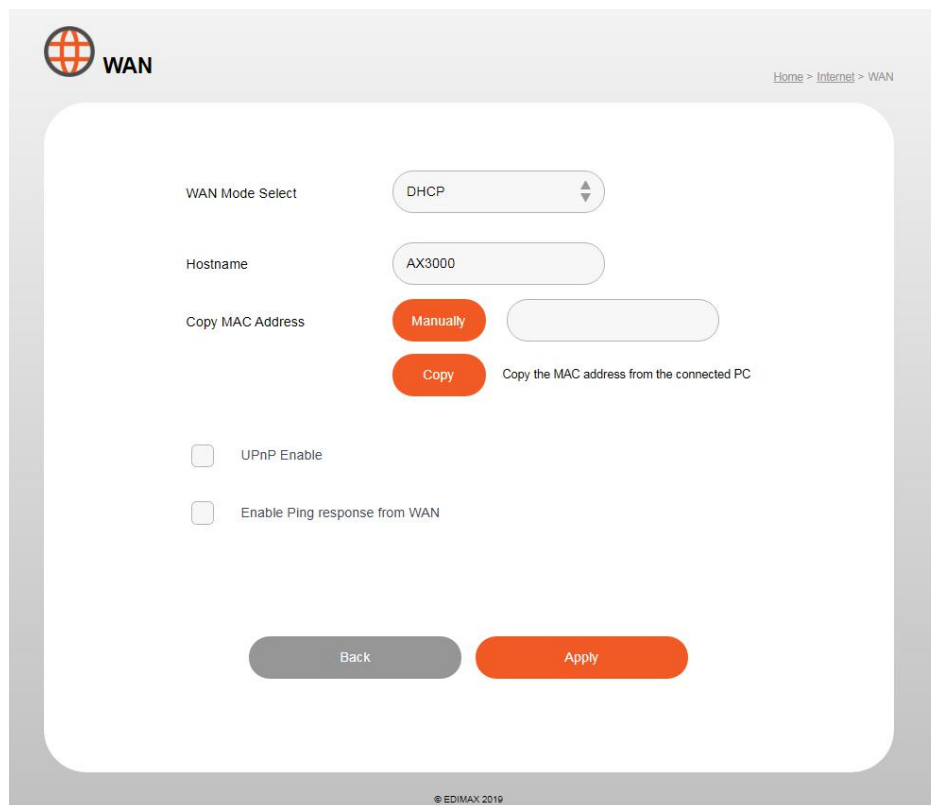 WAN
Home > Internet > WAN
WAN Mode Select DHCP
Hostname AX3000
Copy MAC Address Manually
Copy Copy the MAC address from the connected PC
UPnP Enable
Enable Ping response from WAN
Back Apply
© EDIMAX 2019